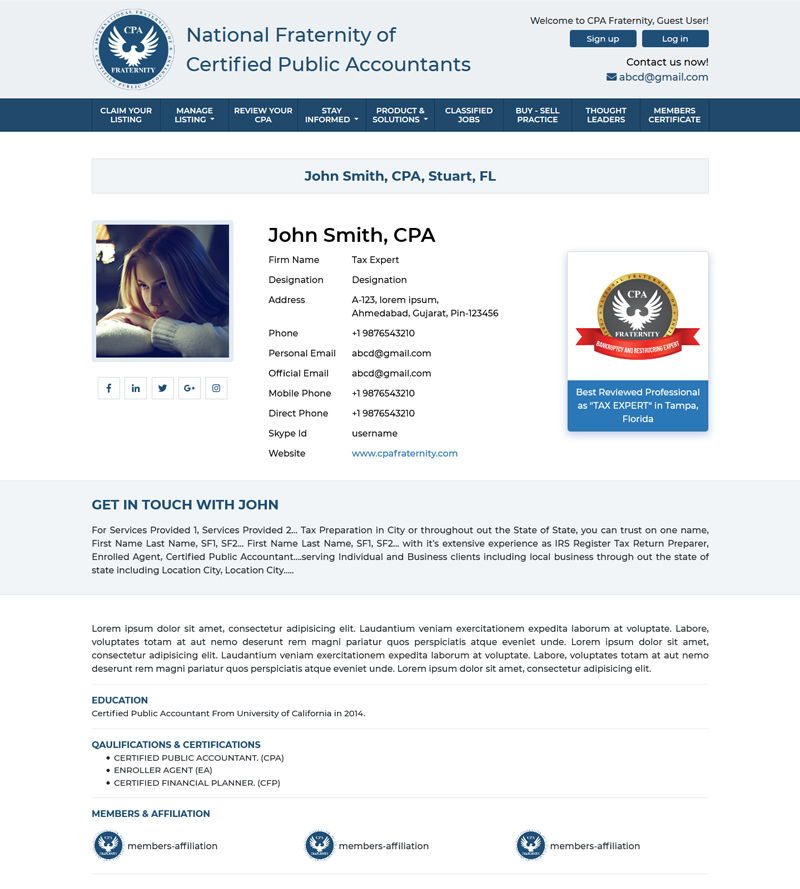 INTERNATIONAL FRATERNITY OF
CPA
FRATERNITY
CERTIFIED PUBLIC ACCOUNTANTS
National Fraternity of
Certified Public Accountants
Welcome to CPA Fraternity, Guest User!
Sign up
Log in
Contact us now!
abcd@gmail.com
CLAIM YOUR
LISTING
MANAGE
LISTING
REVIEW YOUR
CPA
STAY
INFORMED
PRODUCT &
SOLUTIONS
CLASSIFIED
JOBS
BUY - SELL
PRACTICE
THOUGHT
LEADERS
MEMBERS
CERTIFICATE
John Smith, CPA, Stuart, FL
John Smith, CPA
Firm Name Tax Expert
Designation Designation
Address A-123, lorem ipsum,
Ahmedabad, Gujarat, Pin-123456
Phone +1 9876543210
Personal Email abcd@gmail.com
Official Email abcd@gmail.com
Mobile Phone +1 9876543210
Direct Phone +1 9876543210
Skype Id username
Website www.cpafraternity.com
CPA
FRATERNITY
BANKRUPTCY AND RESTRICRING EXPERT
Best Reviewed Professional
as "TAX EXPERT" in Tampa,
Florida
GET IN TOUCH WITH JOHN
For Services Provided 1, Services Provided 2... Tax Preparation in City or throughout out the State of State, you can trust on one name,
First Name Last Name, SF1, SF2... First Name Last Name, SF1, SF2... with it's extensive experience as IRS Register Tax Return Preparer,
Enrolled Agent, Certified Public Accountant....serving Individual and Business clients including local business through out the state of
state including Location City, Location City.....
Lorem ipsum dolor sit amet, consectetur adipisicing elit. Laudantium veniam exercitationem expedita laborum at voluptate. Labore,
voluptates totam at aut nemo deserunt rem magni pariatur quos perspiciatis atque eveniet unde. Lorem ipsum dolor sit amet,
consectetur adipisicing elit. Laudantium veniam exercitationem expedita laborum at voluptate. Labore, voluptates totam at aut nemo
deserunt rem magni pariatur quos perspiciatis atque eveniet unde. Lorem ipsum dolor sit amet, consectetur adipisicing elit.
EDUCATION
Certified Public Accountant From University of California in 2014.
QAULIFICATIONS & CERTIFICATIONS
CERTIFIED PUBLIC ACCOUNTANT. (CPA)
ENROLLER AGENT (EA)
CERTIFIED FINANCIAL PLANNER. (CFP)
MEMBERS & AFFILIATION
members-affiliation
members-affiliation
members-affiliation